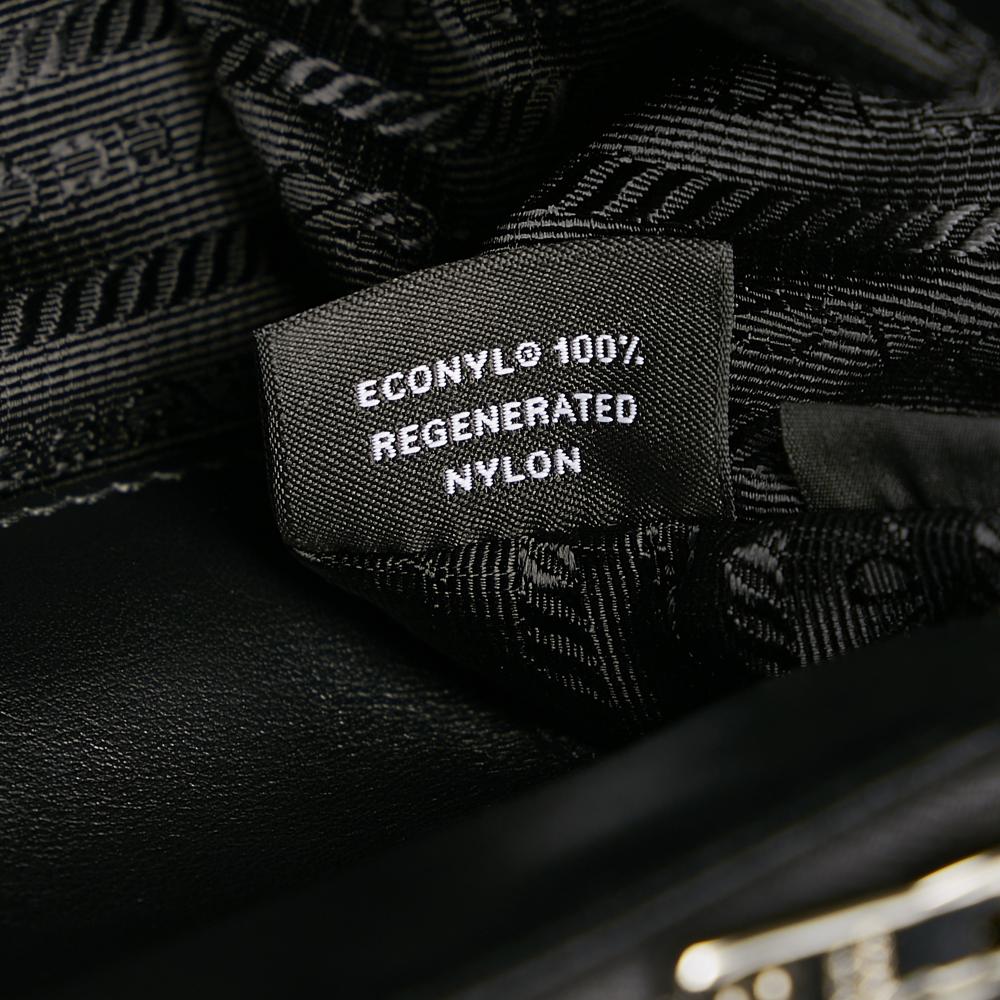 ECONYL® 100%
REGENERATED
NYLON